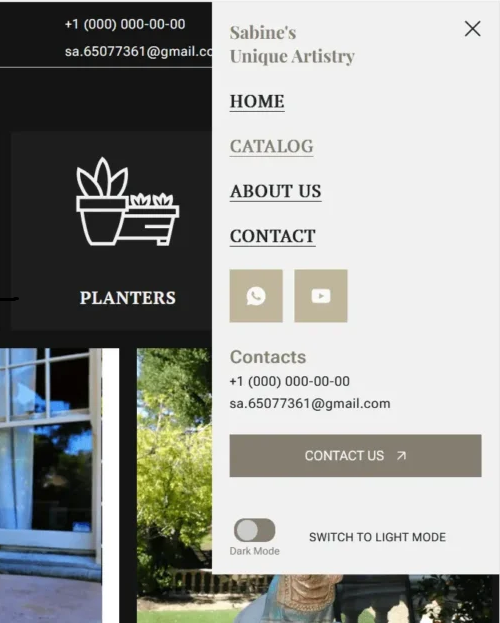 +1 (000) 000-00-00
sa.65077361@gmail.co
PLANTERS
Sabine's
Unique Artistry
HOME
CATALOG
ABOUT US
CONTACT
Contacts
+1 (000) 000-00-00
sa.65077361@gmail.com
CONTACT US
Dark Mode
SWITCH TO LIGHT MODE